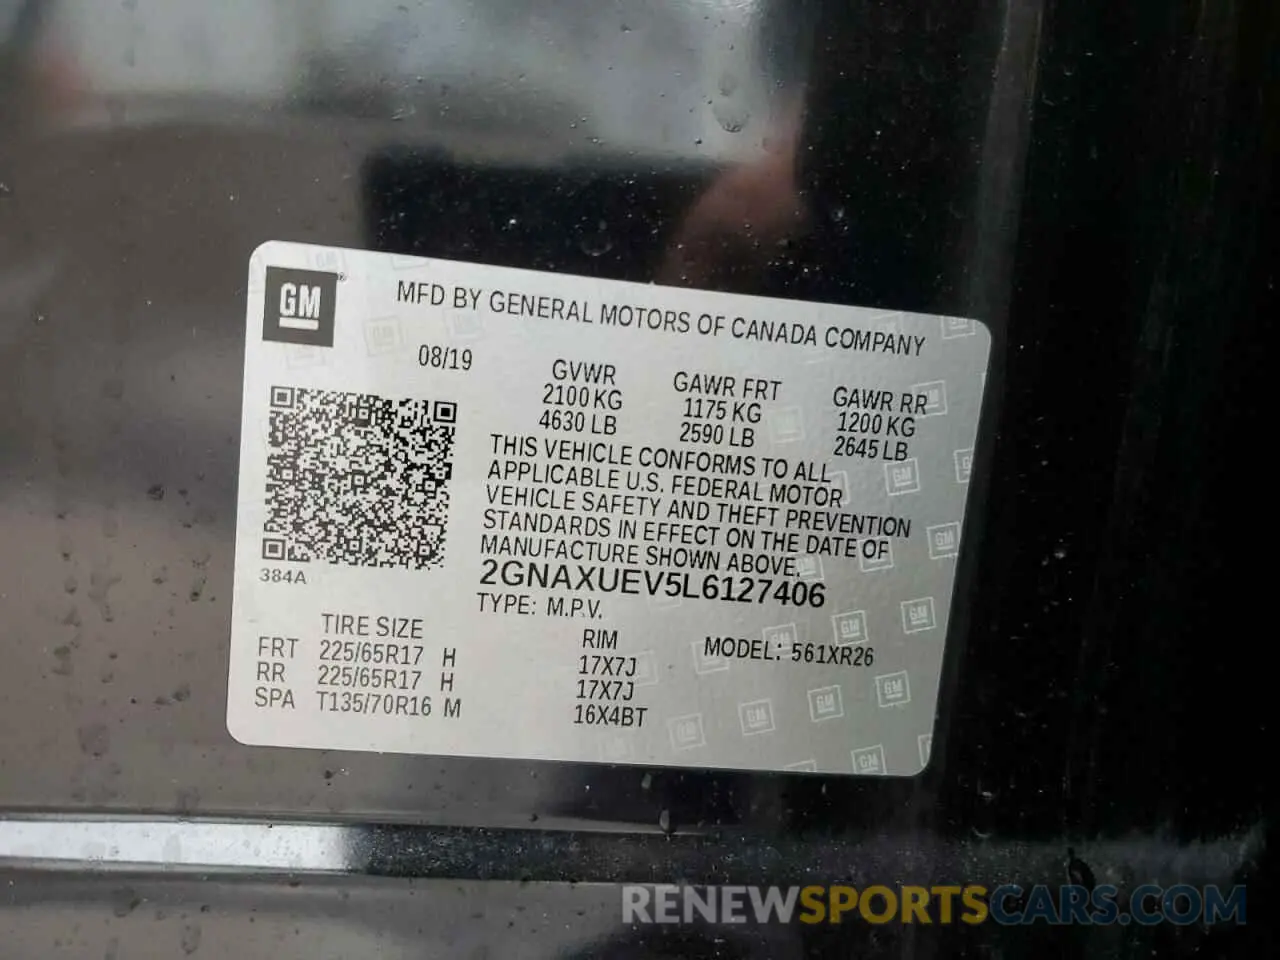 GM
MFD BY GENERAL MOTORS OF CANADA COMPANY
08/19
GVWR
2100 KG
4630 LB
GAWR FRT
1175 KG
2590 LB
GAWR RR
1200 KG
2645 LB
THIS VEHICLE CONFORMS TO ALL
APPLICABLE U.S. FEDERAL MOTOR
VEHICLE SAFETY AND THEFT PREVENTION
STANDARDS IN EFFECT ON THE DATE OF
MANUFACTURE SHOWN ABOVE.
384A
2GNAXUEV5L6127406
TYPE: M.P.V.
TIRE SIZE RIM MODEL: 561XR26
FRT 225/65R17 H 17X7J
RR 225/65R17 H 17X7J
SPA T135/70R16 M 16X4BT
RENEWSPORTSCARS.COM